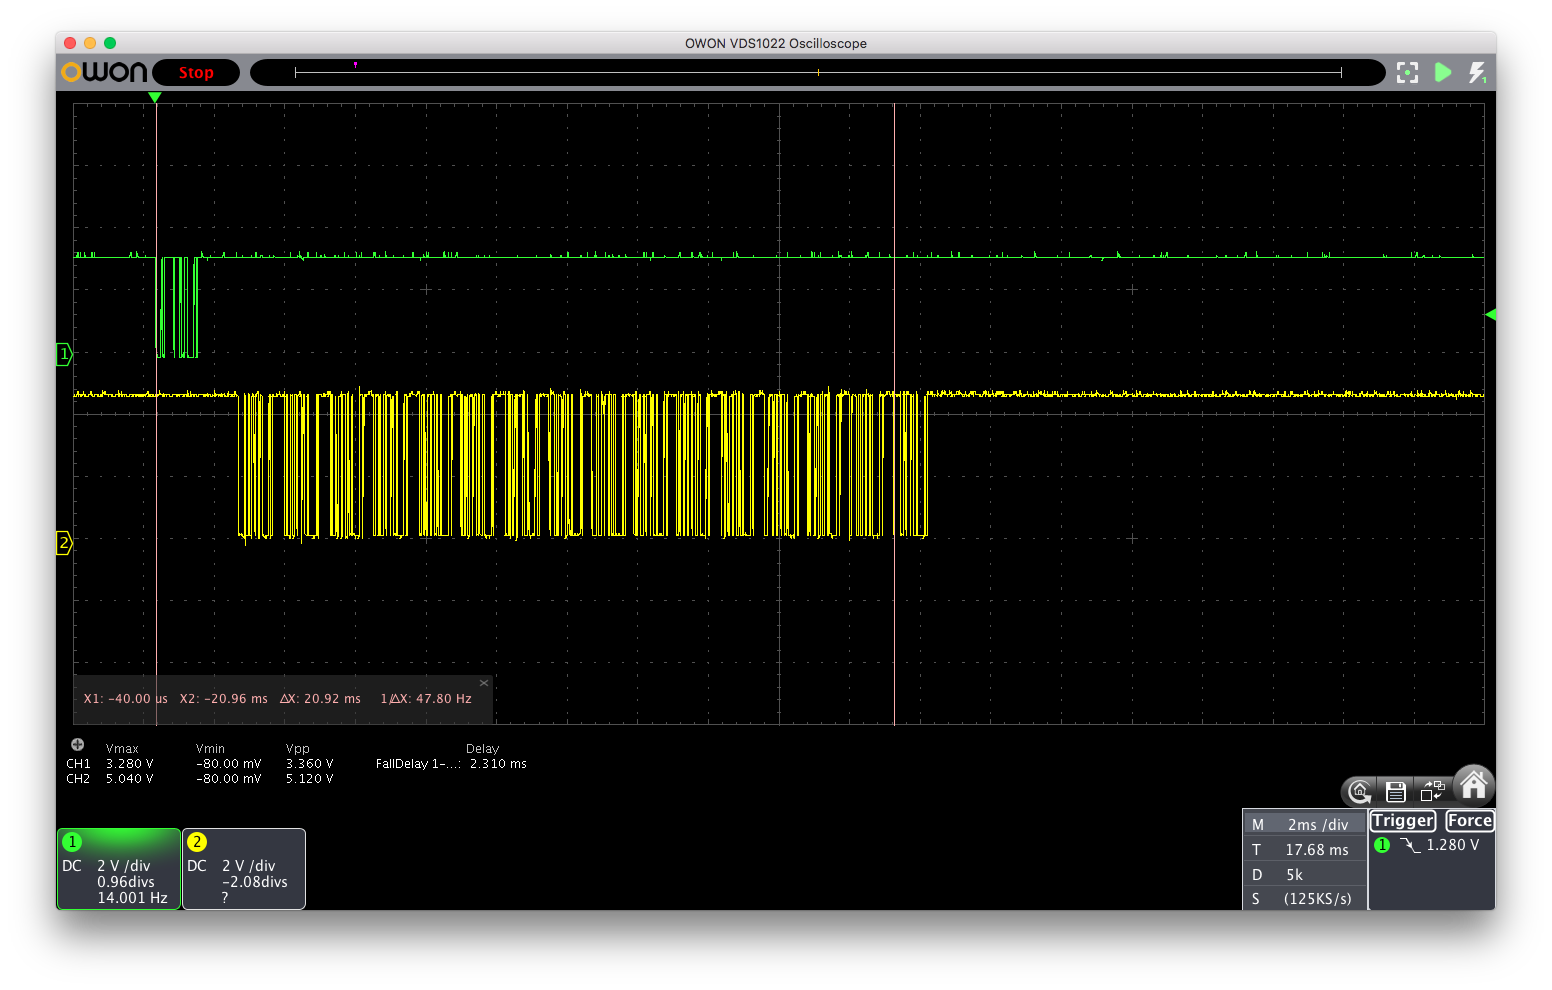 OWON VDS1022 Oscilloscope
owon Stop 1
1
2
X1: -40.00 us X2: -20.96 ms ΔX: 20.92 ms 1/ΔX: 47.80 Hz
Vmax Vmin Vpp Delay
CH1 3.280 V -80.00 mV 3.360 V FallDelay 1-...: 2.310 ms
CH2 5.040 V -80.00 mV 5.120 V
1 2
DC 2 V /div DC 2 V /div
0.96divs -2.08divs
14.001 Hz ?
M 2ms /div
T 17.68 ms
D 5k
S (125KS/s)
Trigger Force
1 1.280 V